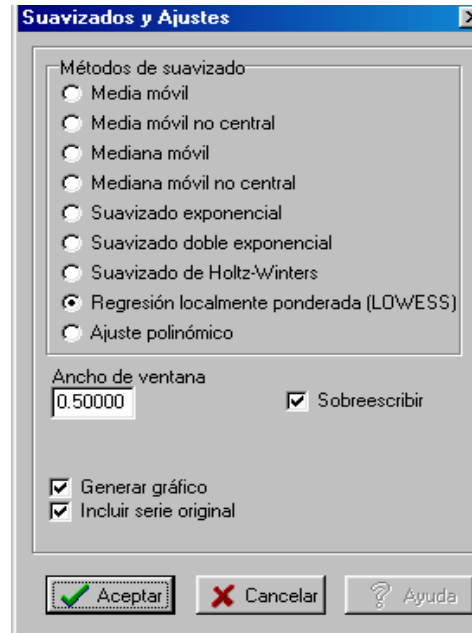 Suavizados y Ajustes
Métodos de suavizado
Media móvil
Media móvil no central
Mediana móvil
Mediana móvil no central
Suavizado exponencial
Suavizado doble exponencial
Suavizado de Holtz-Winters
Regresión localmente ponderada (LOWESS)
Ajuste polinómico
Ancho de ventana
0.50000
Sobreescribir
Generar gráfico
Incluir serie original
Aceptar
Cancelar
Ayuda